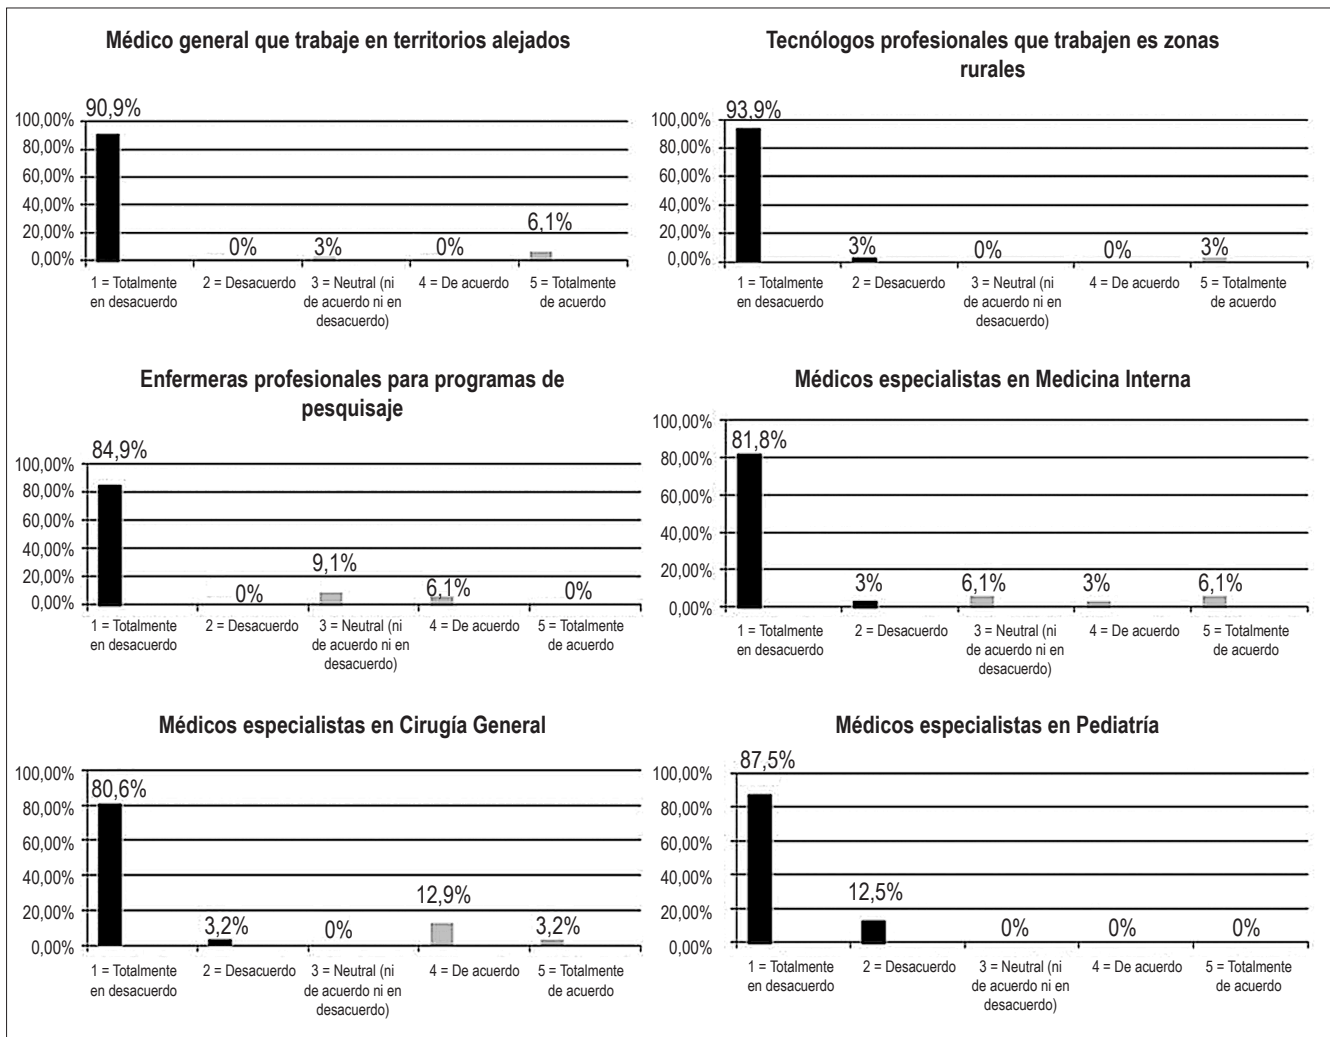 Médico general que trabaje en territorios alejados
90,9%
100,00%
80,00%
60,00%
40,00%
20,00%
0,00%
0%
3%
0%
6,1%
1 = Totalmente
en desacuerdo
2 = Desacuerdo
3 = Neutral (ni
de acuerdo ni en
desacuerdo)
4 = De acuerdo
5 = Totalmente
de acuerdo
Tecnólogos profesionales que trabajen es zonas
rurales
93,9%
100,00%
80,00%
60,00%
40,00%
20,00%
0,00%
3%
0%
0%
3%
1 = Totalmente
en desacuerdo
2 = Desacuerdo
3 = Neutral (ni
de acuerdo ni en
desacuerdo)
4 = De acuerdo
5 = Totalmente
de acuerdo
Enfermeras profesionales para programas de
pesquisaje
84,9%
100,00%
80,00%
60,00%
40,00%
20,00%
0,00%
0%
9,1%
6,1%
0%
1 = Totalmente
en desacuerdo
2 = Desacuerdo
3 = Neutral (ni
de acuerdo ni en
desacuerdo)
4 = De acuerdo
5 = Totalmente
de acuerdo
Médicos especialistas en Medicina Interna
100,00%
80,00%
60,00%
40,00%
20,00%
0,00%
81,8%
3%
6,1%
3%
6,1%
1 = Totalmente
en desacuerdo
2 = Desacuerdo
3 = Neutral (ni
de acuerdo ni en
desacuerdo)
4 = De acuerdo
5 = Totalmente
de acuerdo
Médicos especialistas en Cirugía General
100,00%
80,00%
60,00%
40,00%
20,00%
0,00%
80,6%
3,2%
0%
12,9%
3,2%
1 = Totalmente
en desacuerdo
2 = Desacuerdo
3 = Neutral (ni
de acuerdo ni en
desacuerdo)
4 = De acuerdo
5 = Totalmente
de acuerdo
Médicos especialistas en Pediatría
87,5%
100,00%
80,00%
60,00%
40,00%
20,00%
0,00%
12,5%
0%
0%
0%
1 = Totalmente
en desacuerdo
2 = Desacuerdo
3 = Neutral (ni
de acuerdo ni en
desacuerdo)
4 = De acuerdo
5 = Totalmente
de acuerdo